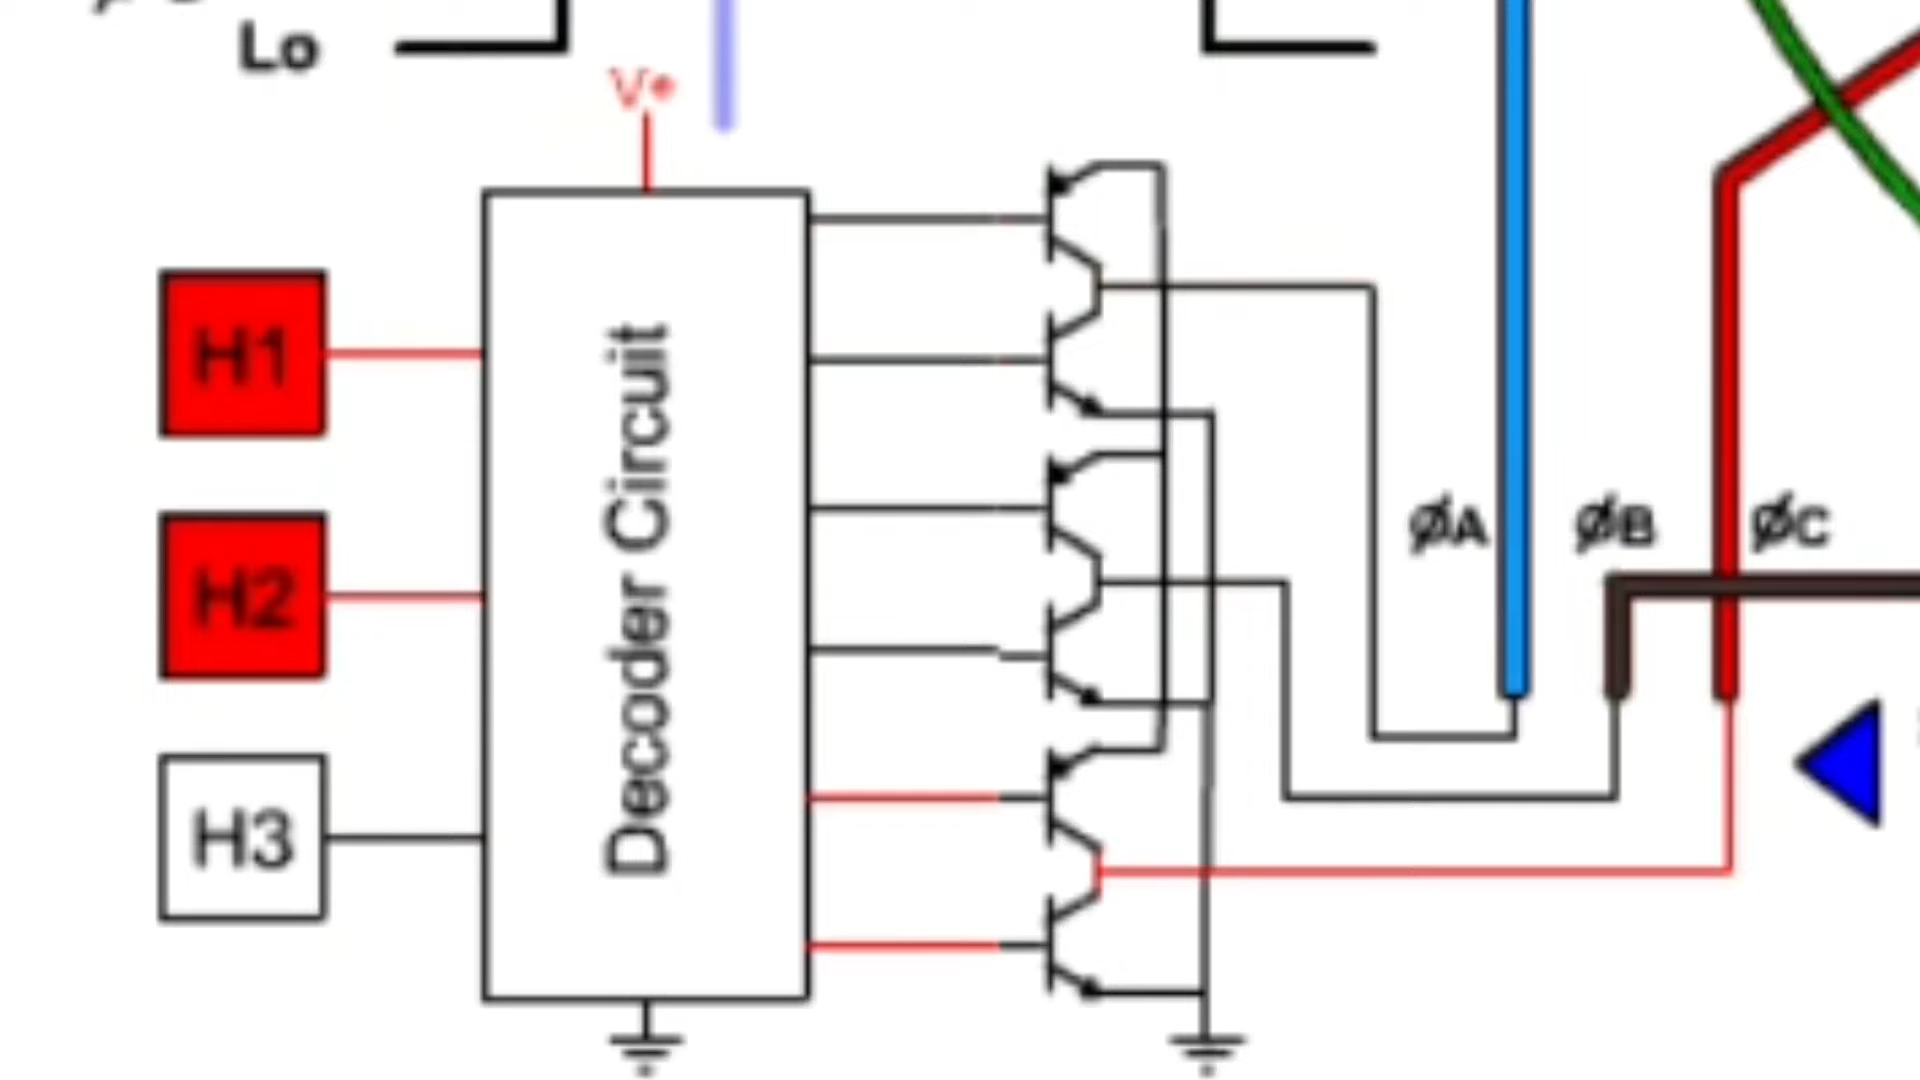 Lo
V+
H1
H2
H3
Decoder Circuit
ØA
ØB
ØC